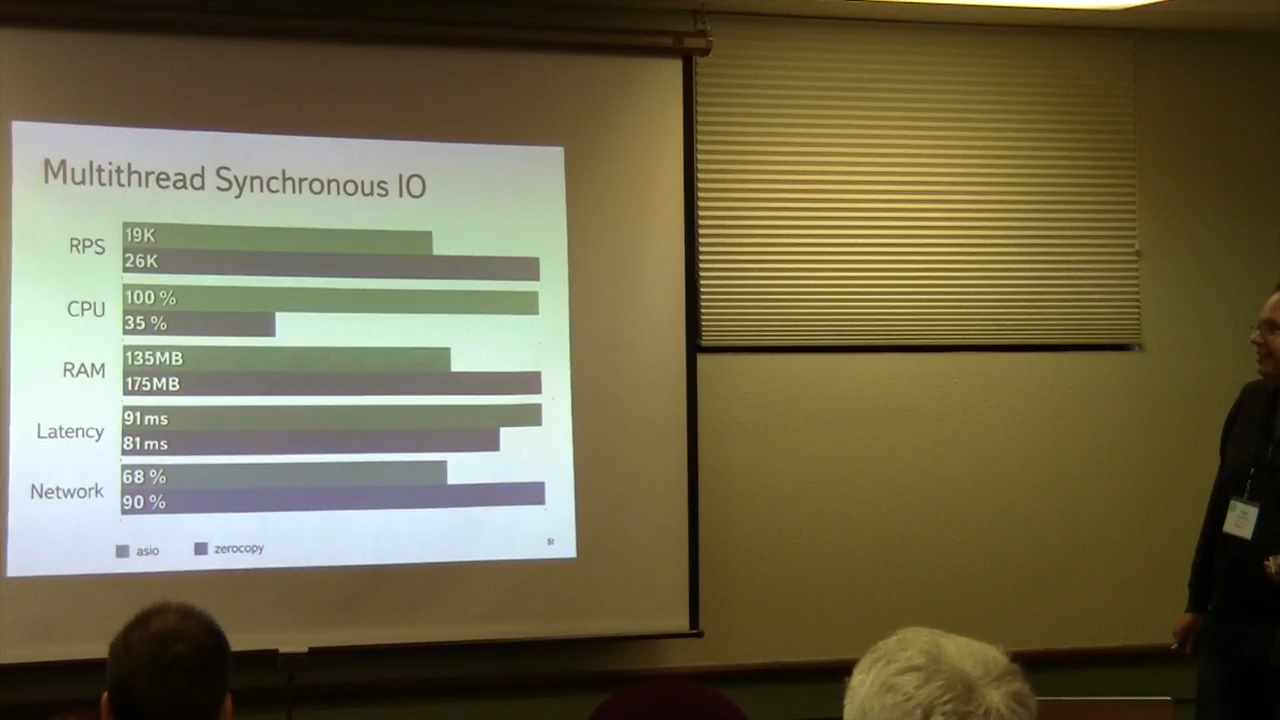 Multithread Synchronous IO
RPS
19K
26K
CPU
100 %
35 %
RAM
135MB
175MB
Latency
91ms
81ms
Network
68 %
90 %
asio
zerocopy
51